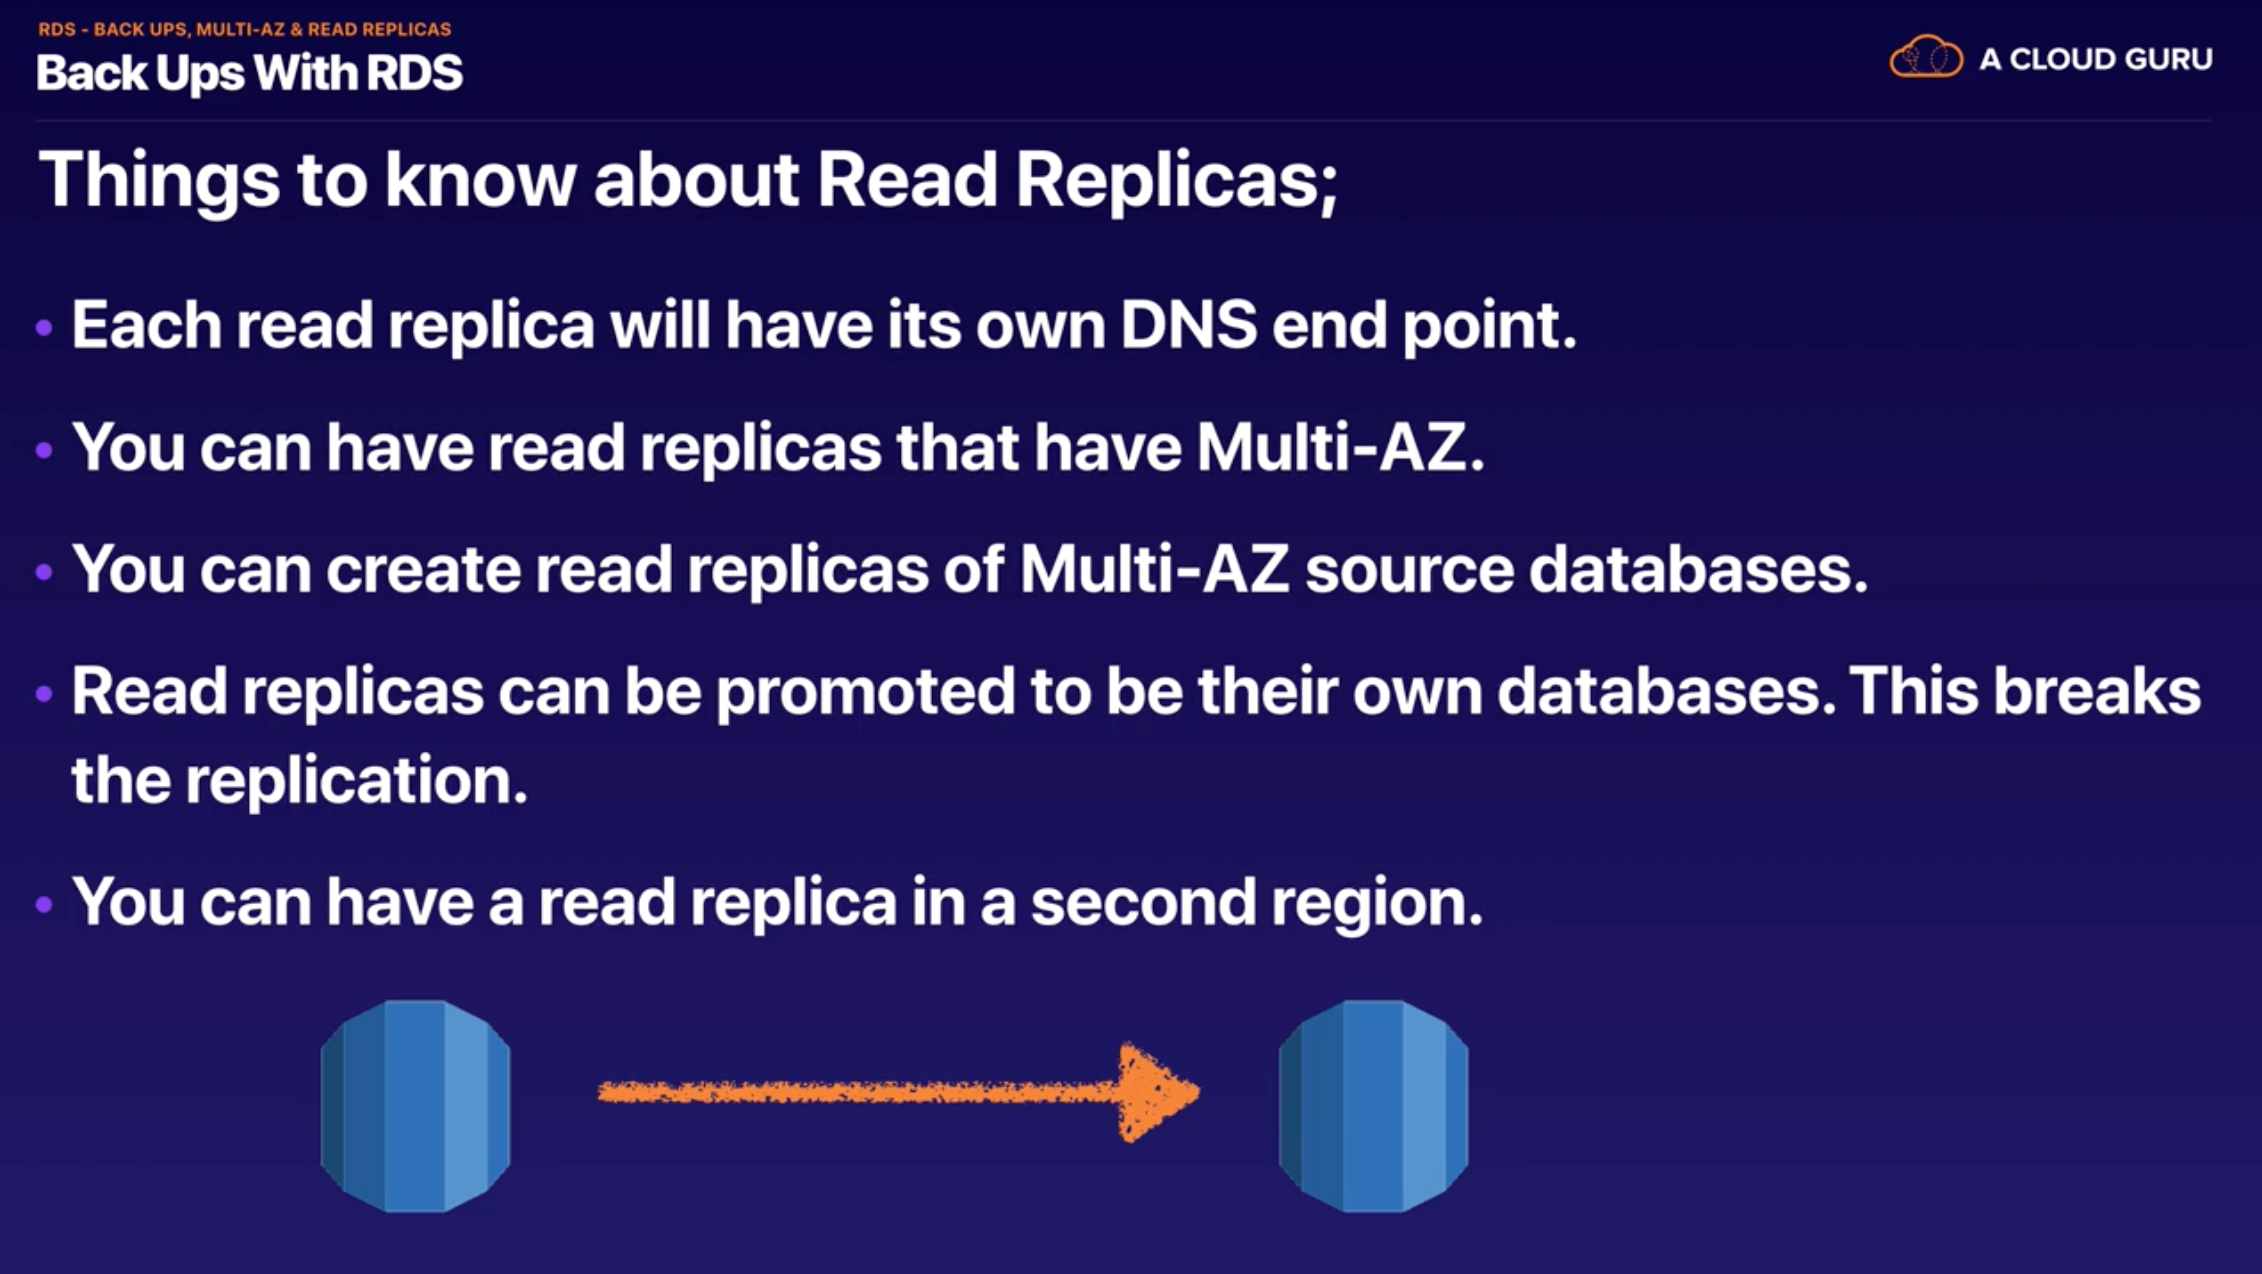 RDS - BACK UPS, MULTI-AZ & READ REPLICAS
Back Ups With RDS
A CLOUD GURU
Things to know about Read Replicas;
• Each read replica will have its own DNS end point.
• You can have read replicas that have Multi-AZ.
• You can create read replicas of Multi-AZ source databases.
• Read replicas can be promoted to be their own databases. This breaks
the replication.
• You can have a read replica in a second region.